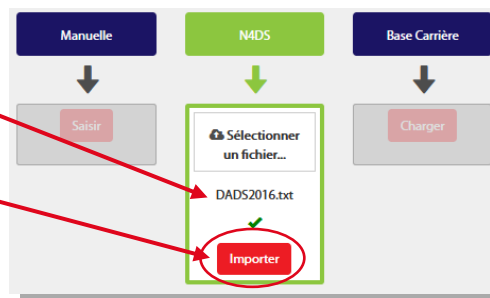 Manuelle
N4DS
Base Carrière
Saisir
Sélectionner
un fichier...
Charger
DADS2016.txt
Importer